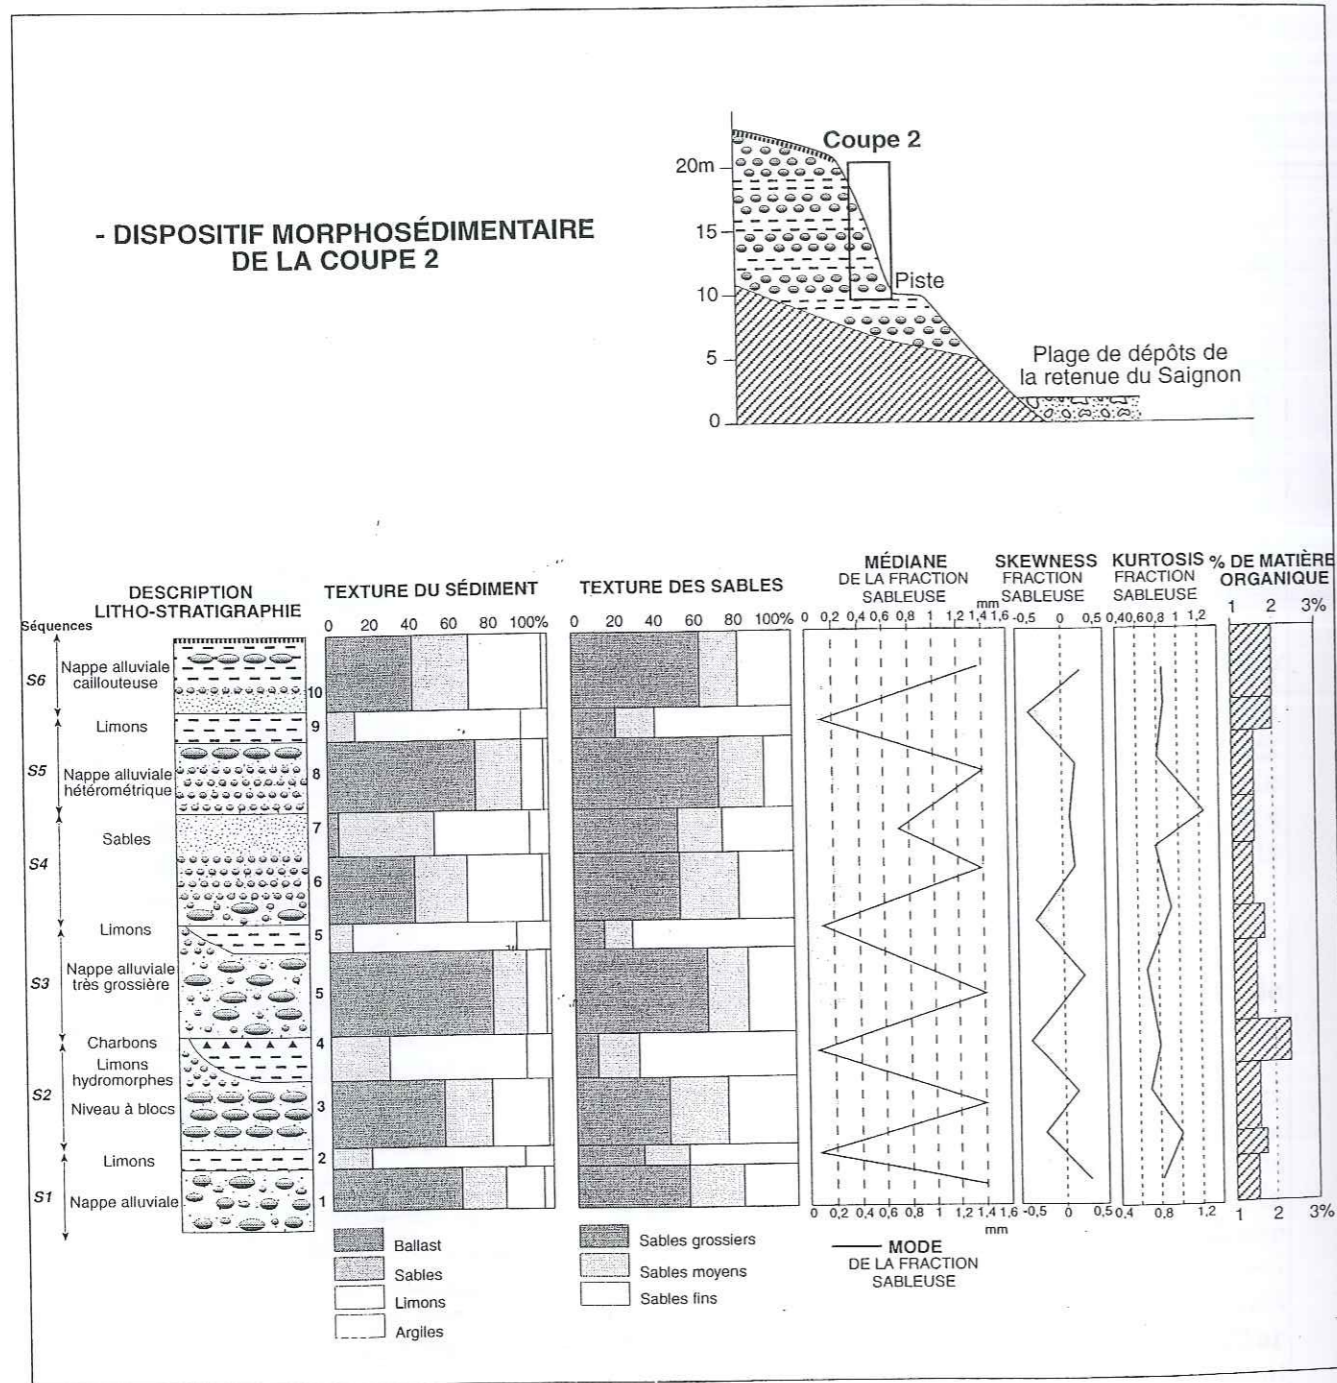 - DISPOSITIF MORPHOSÉDIMENTAIRE
DE LA COUPE 2
Coupe 2
20m
15
10
5
0
Piste
Plage de dépôts de
la retenue du Saignon
DESCRIPTION
LITHO-STRATIGRAPHIE
TEXTURE DU SÉDIMENT
TEXTURE DES SABLES
MÉDIANE
DE LA FRACTION
SABLEUSE
SKEWNESS
FRACTION
SABLEUSE
KURTOSIS
FRACTION
SABLEUSE
% DE MATIÈRE
ORGANIQUE
Séquences
0 20 40 60 80 100%
0 20 40 60 80 100%
mm
0 0,2 0,4 0,6 0,8 1 1,2 1,4 1,6
-0,5 0 0,5
0,4 0,6 0,8 1 1,2
1 2 3%
S6
Nappe alluviale
caillouteuse
10
Limons
9
S5
Nappe alluviale
hétérométrique
8
Sables
7
S4
6
Limons
5
S3
Nappe alluviale
très grossière
5
Charbons
4
Limons
hydromorphes
S2
Niveau à blocs
3
Limons
2
S1
Nappe alluviale
1
0 0,2 0,4 0,6 0,8 1 1,2 1,4 1,6
mm
-0,5 0 0,5
0,4 0,8 1,2
1 2 3%
Ballast
Sables
Limons
Argiles
Sables grossiers
Sables moyens
Sables fins
MODE
DE LA FRACTION
SABLEUSE